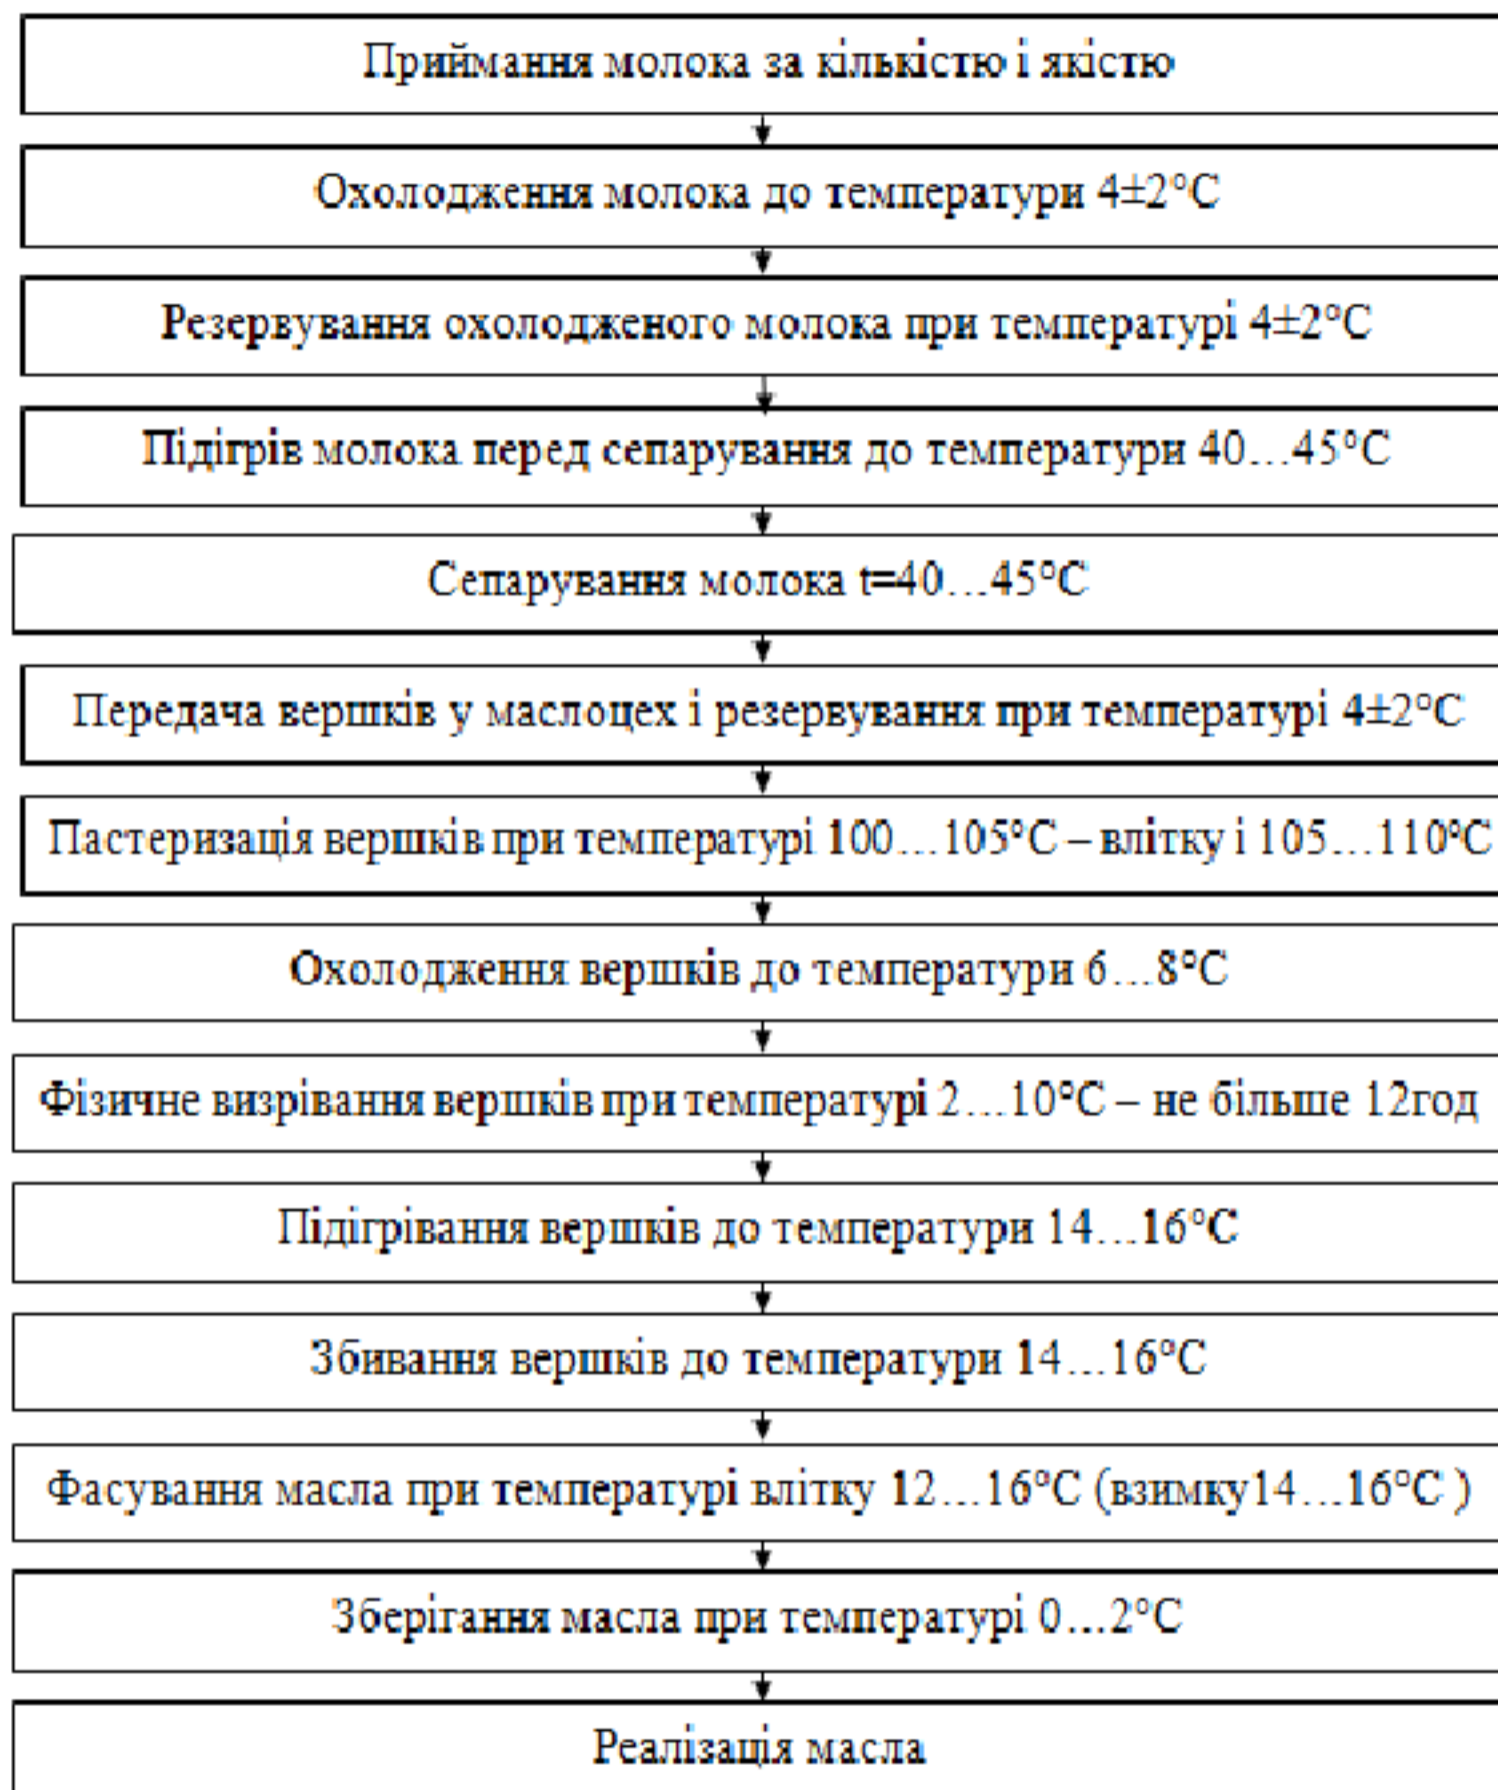 Приймання молока за кількістю і якістю
Охолодження молока до температури 4±2°С
Резервування охолодженого молока при температурі 4±2°С
Підігрів молока перед сепарування до температури 40…45°С
Сепарування молока t=40…45°С
Передача вершків у маслоцех і резервування при температурі 4±2°С
Пастеризація вершків при температурі 100…105°С – влітку і 105…110°С
Охолодження вершків до температури 6…8°С
Фізичне визрівання вершків при температурі 2…10°С – не більше 12год
Підігрівання вершків до температури 14…16°С
Збивання вершків до температури 14…16°С
Фасування масла при температурі влітку 12…16°С (взимку14…16°С )
Зберігання масла при температурі 0…2°С
Реалізація масла